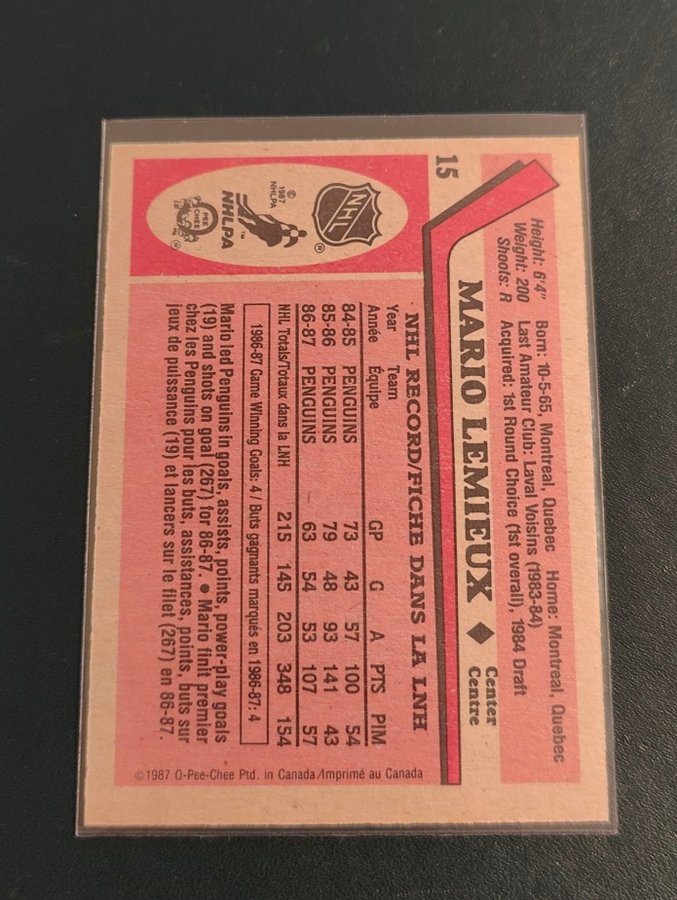 15
Height: 6'4" Born: 10-5-65, Montreal, Quebec Home: Montreal, Quebec
Weight: 200 Last Amateur Club: Laval Voisins (1983-84)
Shoots: R Acquired: 1st Round Choice (1st overall), 1984 Draft
MARIO LEMIEUX ◆ Center
Centre
NHL
®
© 1987 NHLPA
NHLPA
™
O PEE CHEE
®
NHL RECORD/FICHE DANS LA LNH
Year Team GP G A PTS PIM
Année Équipe
84-85 PENGUINS 73 43 57 100 54
85-86 PENGUINS 79 48 93 141 43
86-87 PENGUINS 63 54 53 107 57
NHL Totals/Totaux dans la LNH 215 145 203 348 154
1986-87 Game Winning Goals: 4 / Buts gagnants marqués en 1986-87: 4
Mario led Penguins in goals, assists, points, power-play goals
(19) and shots on goal (267) for 86-87. ● Mario finit premier
chez les Penguins pour les buts, assistances, points, buts sur
jeux de puissance (19) et lancers sur le filet (267) en 86-87.
©1987 O-Pee-Chee Ptd. in Canada/Imprimé au Canada